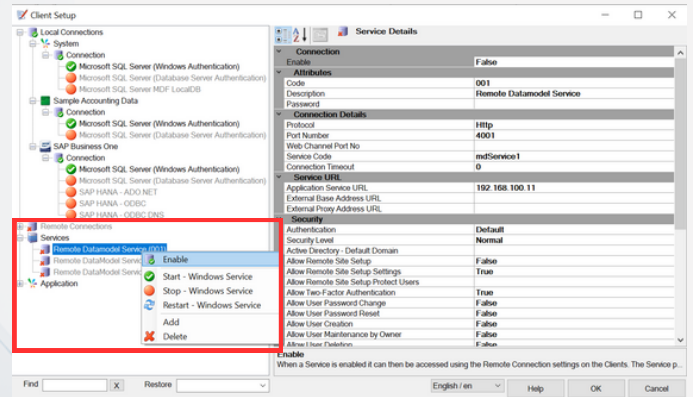 Client Setup
Local Connections
System
Connection
Microsoft SQL Server (Windows Authentication)
Microsoft SQL Server (Database Server Authentication)
Microsoft SQL Server MDF LocalDB
Sample Accounting Data
Connection
Microsoft SQL Server (Windows Authentication)
Microsoft SQL Server (Database Server Authentication)
SAP Business One
Connection
Microsoft SQL Server (Windows Authentication)
Microsoft SQL Server (Database Server Authentication)
SAP HANA - ADO.NET
SAP HANA - ODBC
SAP HANA - ODBC DNS
Remote Connections
Services
Remote Datamodel Service (001)
Remote DataModel
Remote DataModel
Application
Enable
Start - Windows Service
Stop - Windows Service
Restart - Windows Service
Add
Delete
Service Details
Connection
Enable False
Attributes
Code 001
Description Remote Datamodel Service
Password
Connection Details
Protocol Http
Port Number 4001
Web Channel Port No
Service Code mdService1
Connection Timeout 0
Service URL
Application Service URL 192.168.100.11
External Base Address URL
External Proxy Address URL
Security
Authentication Default
Security Level Normal
Active Directory - Default Domain
Allow Remote Site Setup False
Allow Remote Site Setup Settings True
Allow Remote Site Setup Protect Users
Allow Two-Factor Authentication True
Allow User Password Change False
Allow User Password Reset False
Allow User Creation False
Allow User Maintenance by Owner False
Allow User Deletion False
Enable
When a Service is enabled it can then be accessed using the Remote Connection settings on the Clients. The Service p...
Find X Restore English / en Help OK Cancel